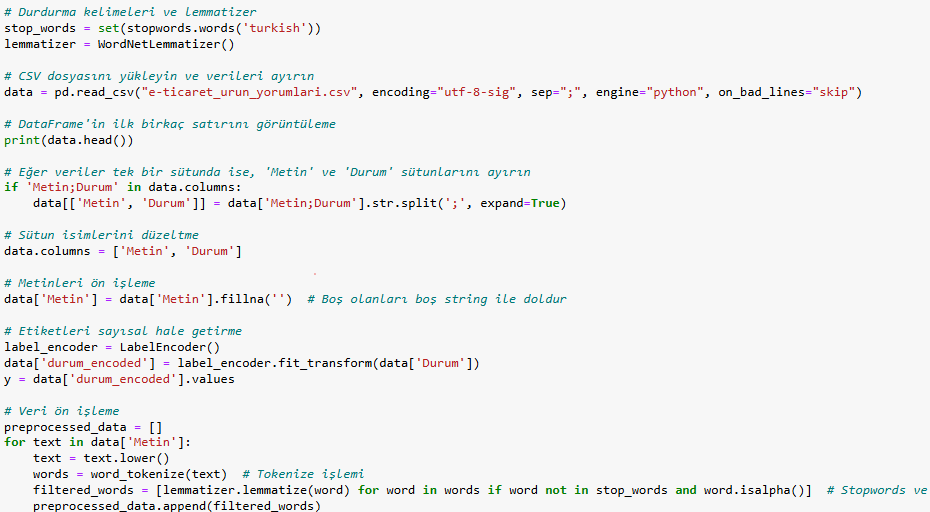 # Durdurma kelimeleri ve lemmatizer
stop_words = set(stopwords.words('turkish'))
lemmatizer = WordNetLemmatizer()
# CSV dosyasını yükleyin ve verileri ayırın
data = pd.read_csv("e-ticaret_urun_yorumlari.csv", encoding="utf-8-sig", sep=";", engine="python", on_bad_lines="skip")
# DataFrame'in ilk birkaç satırını görüntüleme
print(data.head())
# Eğer veriler tek bir sütunda ise, 'Metin' ve 'Durum' sütunlarını ayırın
if 'Metin;Durum' in data.columns:
    data[['Metin', 'Durum']] = data['Metin;Durum'].str.split(';', expand=True)
# Sütun isimlerini düzeltme
data.columns = ['Metin', 'Durum']
# Metinleri ön işleme
data['Metin'] = data['Metin'].fillna('')  # Boş olanları boş string ile doldur
# Etiketleri sayısal hale getirme
label_encoder = LabelEncoder()
data['durum_encoded'] = label_encoder.fit_transform(data['Durum'])
y = data['durum_encoded'].values
# Veri ön işleme
preprocessed_data = []
for text in data['Metin']:
    text = text.lower()
    words = word_tokenize(text)  # Tokenize işlemi
    filtered_words = [lemmatizer.lemmatize(word) for word in words if word not in stop_words and word.isalpha()]  # Stopwords ve
    preprocessed_data.append(filtered_words)